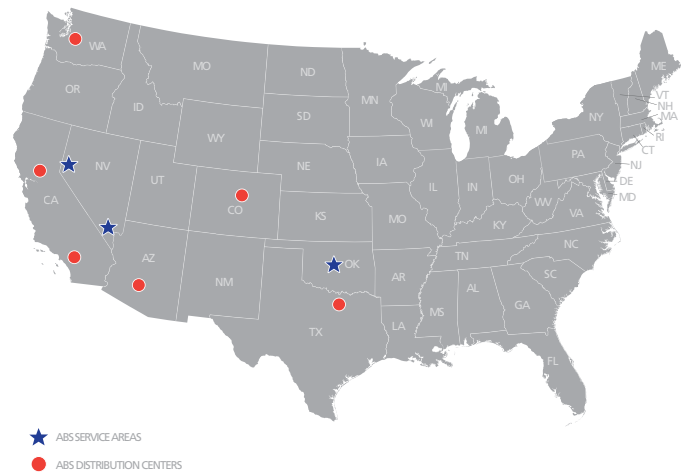 WA
MO
ND
MN
ME
VT
NH
MA
RI
CT
NY
OR
ID
SD
WI
MI
MI
WY
NE
IA
PA
NJ
DE
MD
NV
UT
CA
CO
KS
MO
IL
IN
OH
WV
VA
KY
NC
TN
AZ
NM
OK
AR
SC
MS
AL
GA
TX
LA
FL
ABS SERVICE AREAS
ABS DISTRIBUTION CENTERS